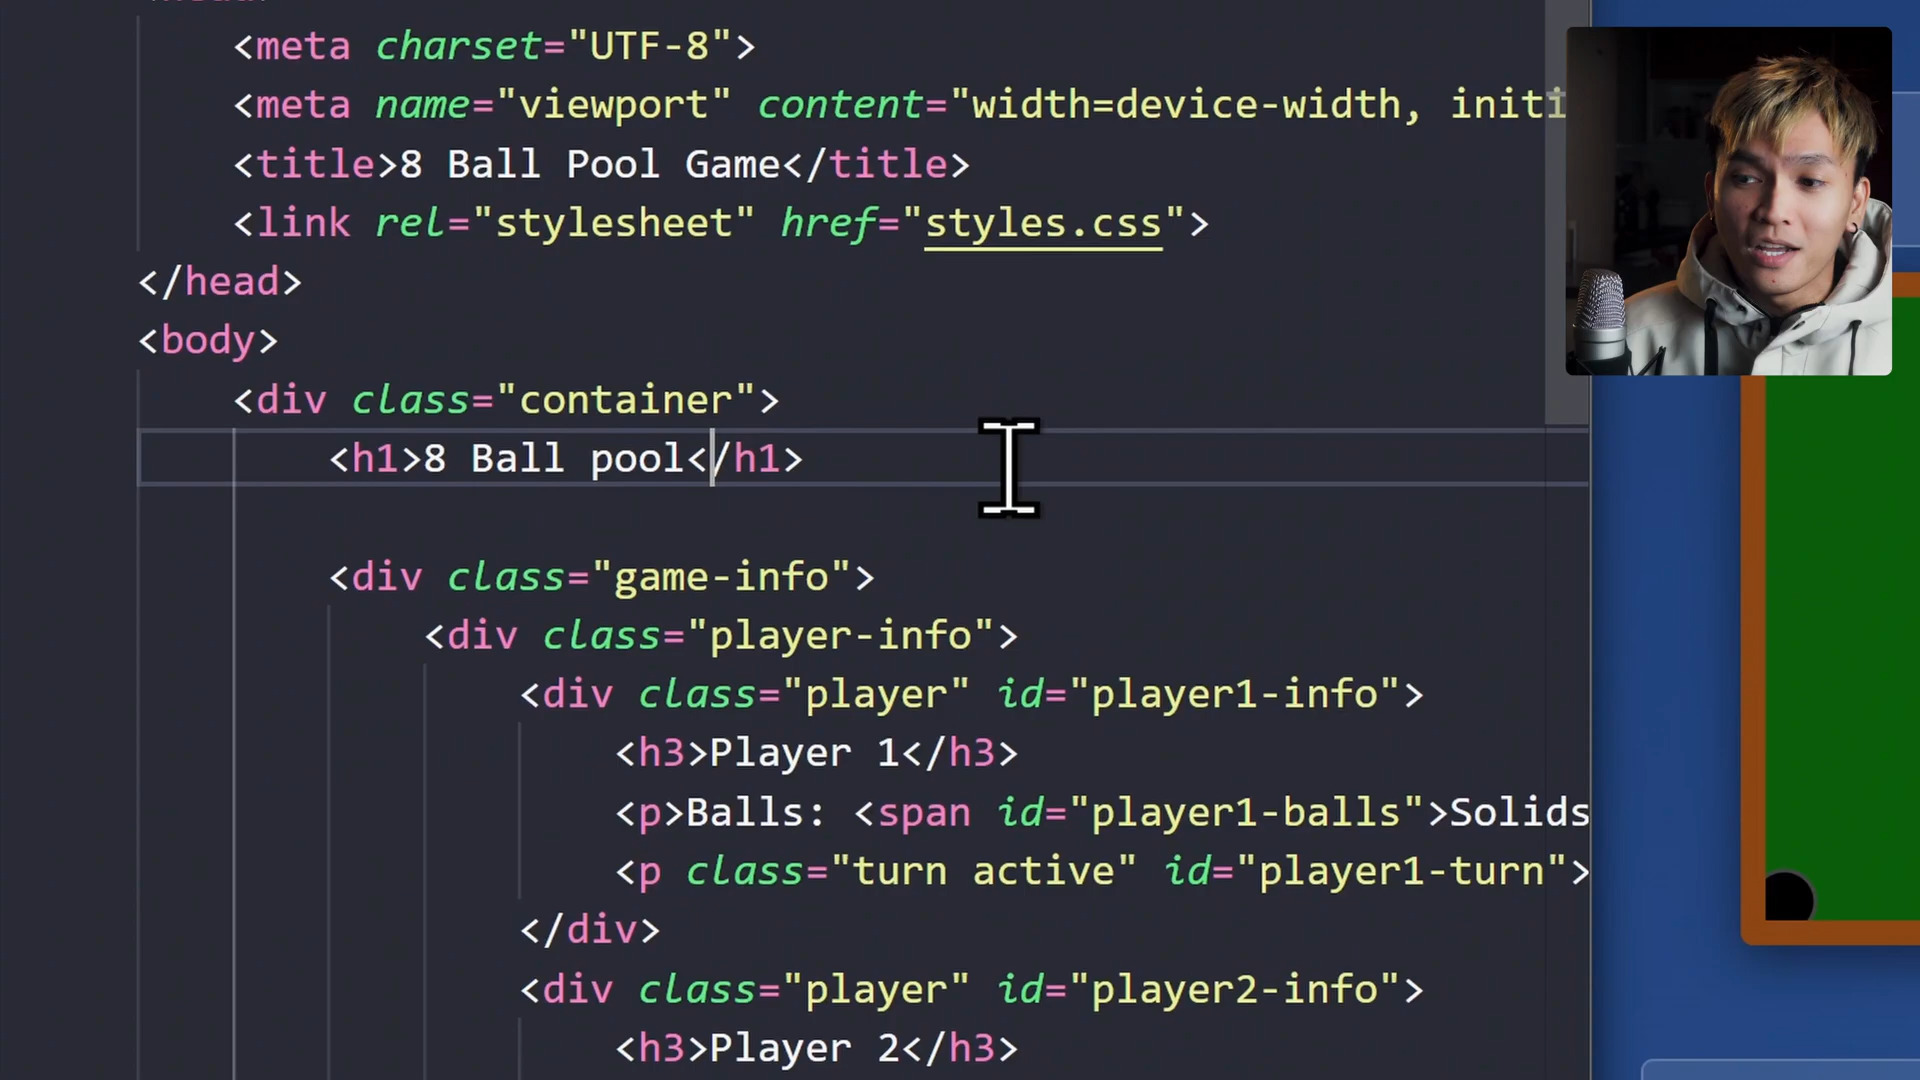 <meta charset="UTF-8">
<meta name="viewport" content="width=device-width, initi
<title>8 Ball Pool Game</title>
<link rel="stylesheet" href="styles.css">
</head>
<body>
<div class="container">
<h1>8 Ball pool</h1>
<div class="game-info">
<div class="player-info">
<div class="player" id="player1-info">
<h3>Player 1</h3>
<p>Balls: <span id="player1-balls">Solids
<p class="turn active" id="player1-turn">
</div>
<div class="player" id="player2-info">
<h3>Player 2</h3>